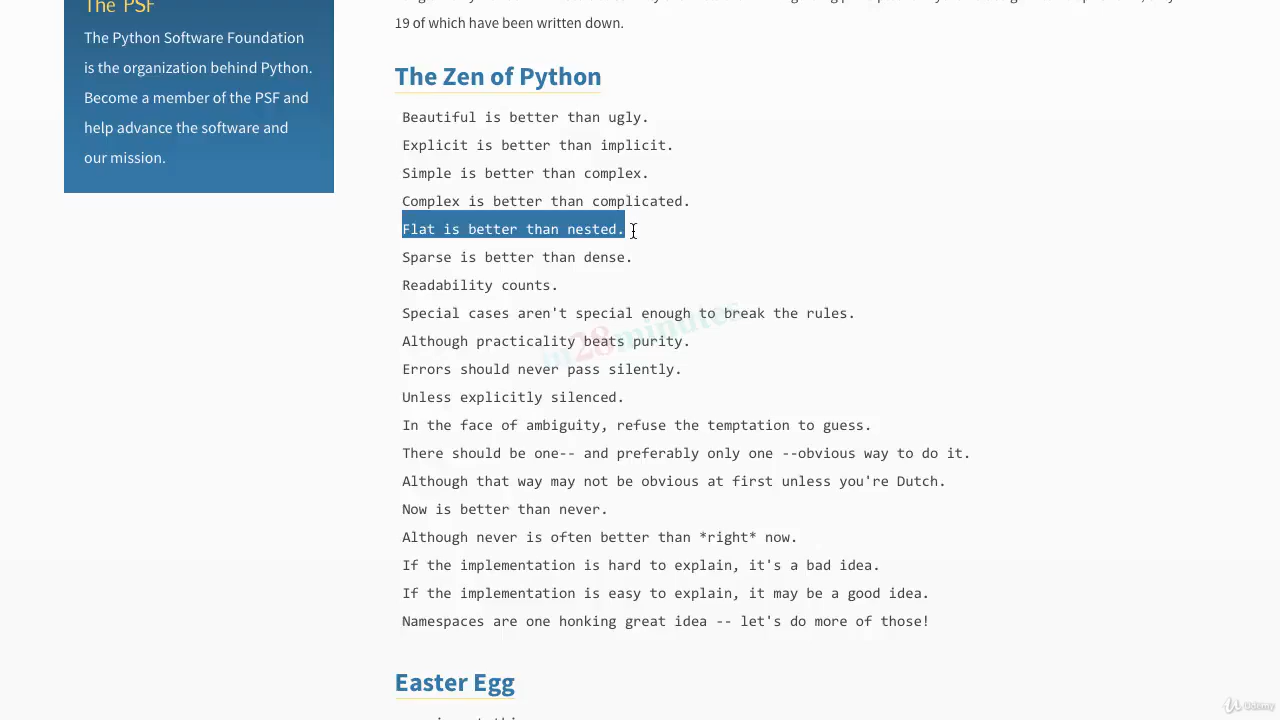 The PSF
The Python Software Foundation
is the organization behind Python.
Become a member of the PSF and
help advance the software and
our mission.
19 of which have been written down.
The Zen of Python
Beautiful is better than ugly.
Explicit is better than implicit.
Simple is better than complex.
Complex is better than complicated.
Flat is better than nested.
Sparse is better than dense.
Readability counts.
Special cases aren't special enough to break the rules.
Although practicality beats purity.
Errors should never pass silently.
Unless explicitly silenced.
In the face of ambiguity, refuse the temptation to guess.
There should be one-- and preferably only one --obvious way to do it.
Although that way may not be obvious at first unless you're Dutch.
Now is better than never.
Although never is often better than *right* now.
If the implementation is hard to explain, it's a bad idea.
If the implementation is easy to explain, it may be a good idea.
Namespaces are one honking great idea -- let's do more of those!
Easter Egg
in28minutes
Udemy